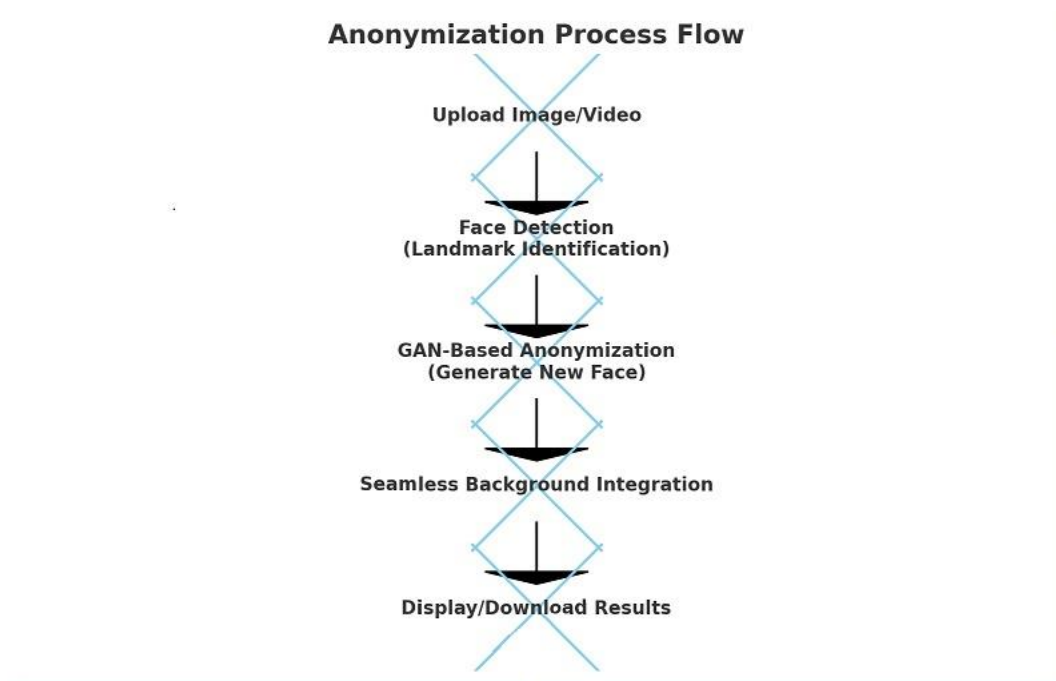 Anonymization Process Flow
Upload Image/Video
Face Detection
(Landmark Identification)
GAN-Based Anonymization
(Generate New Face)
Seamless Background Integration
Display/Download Results